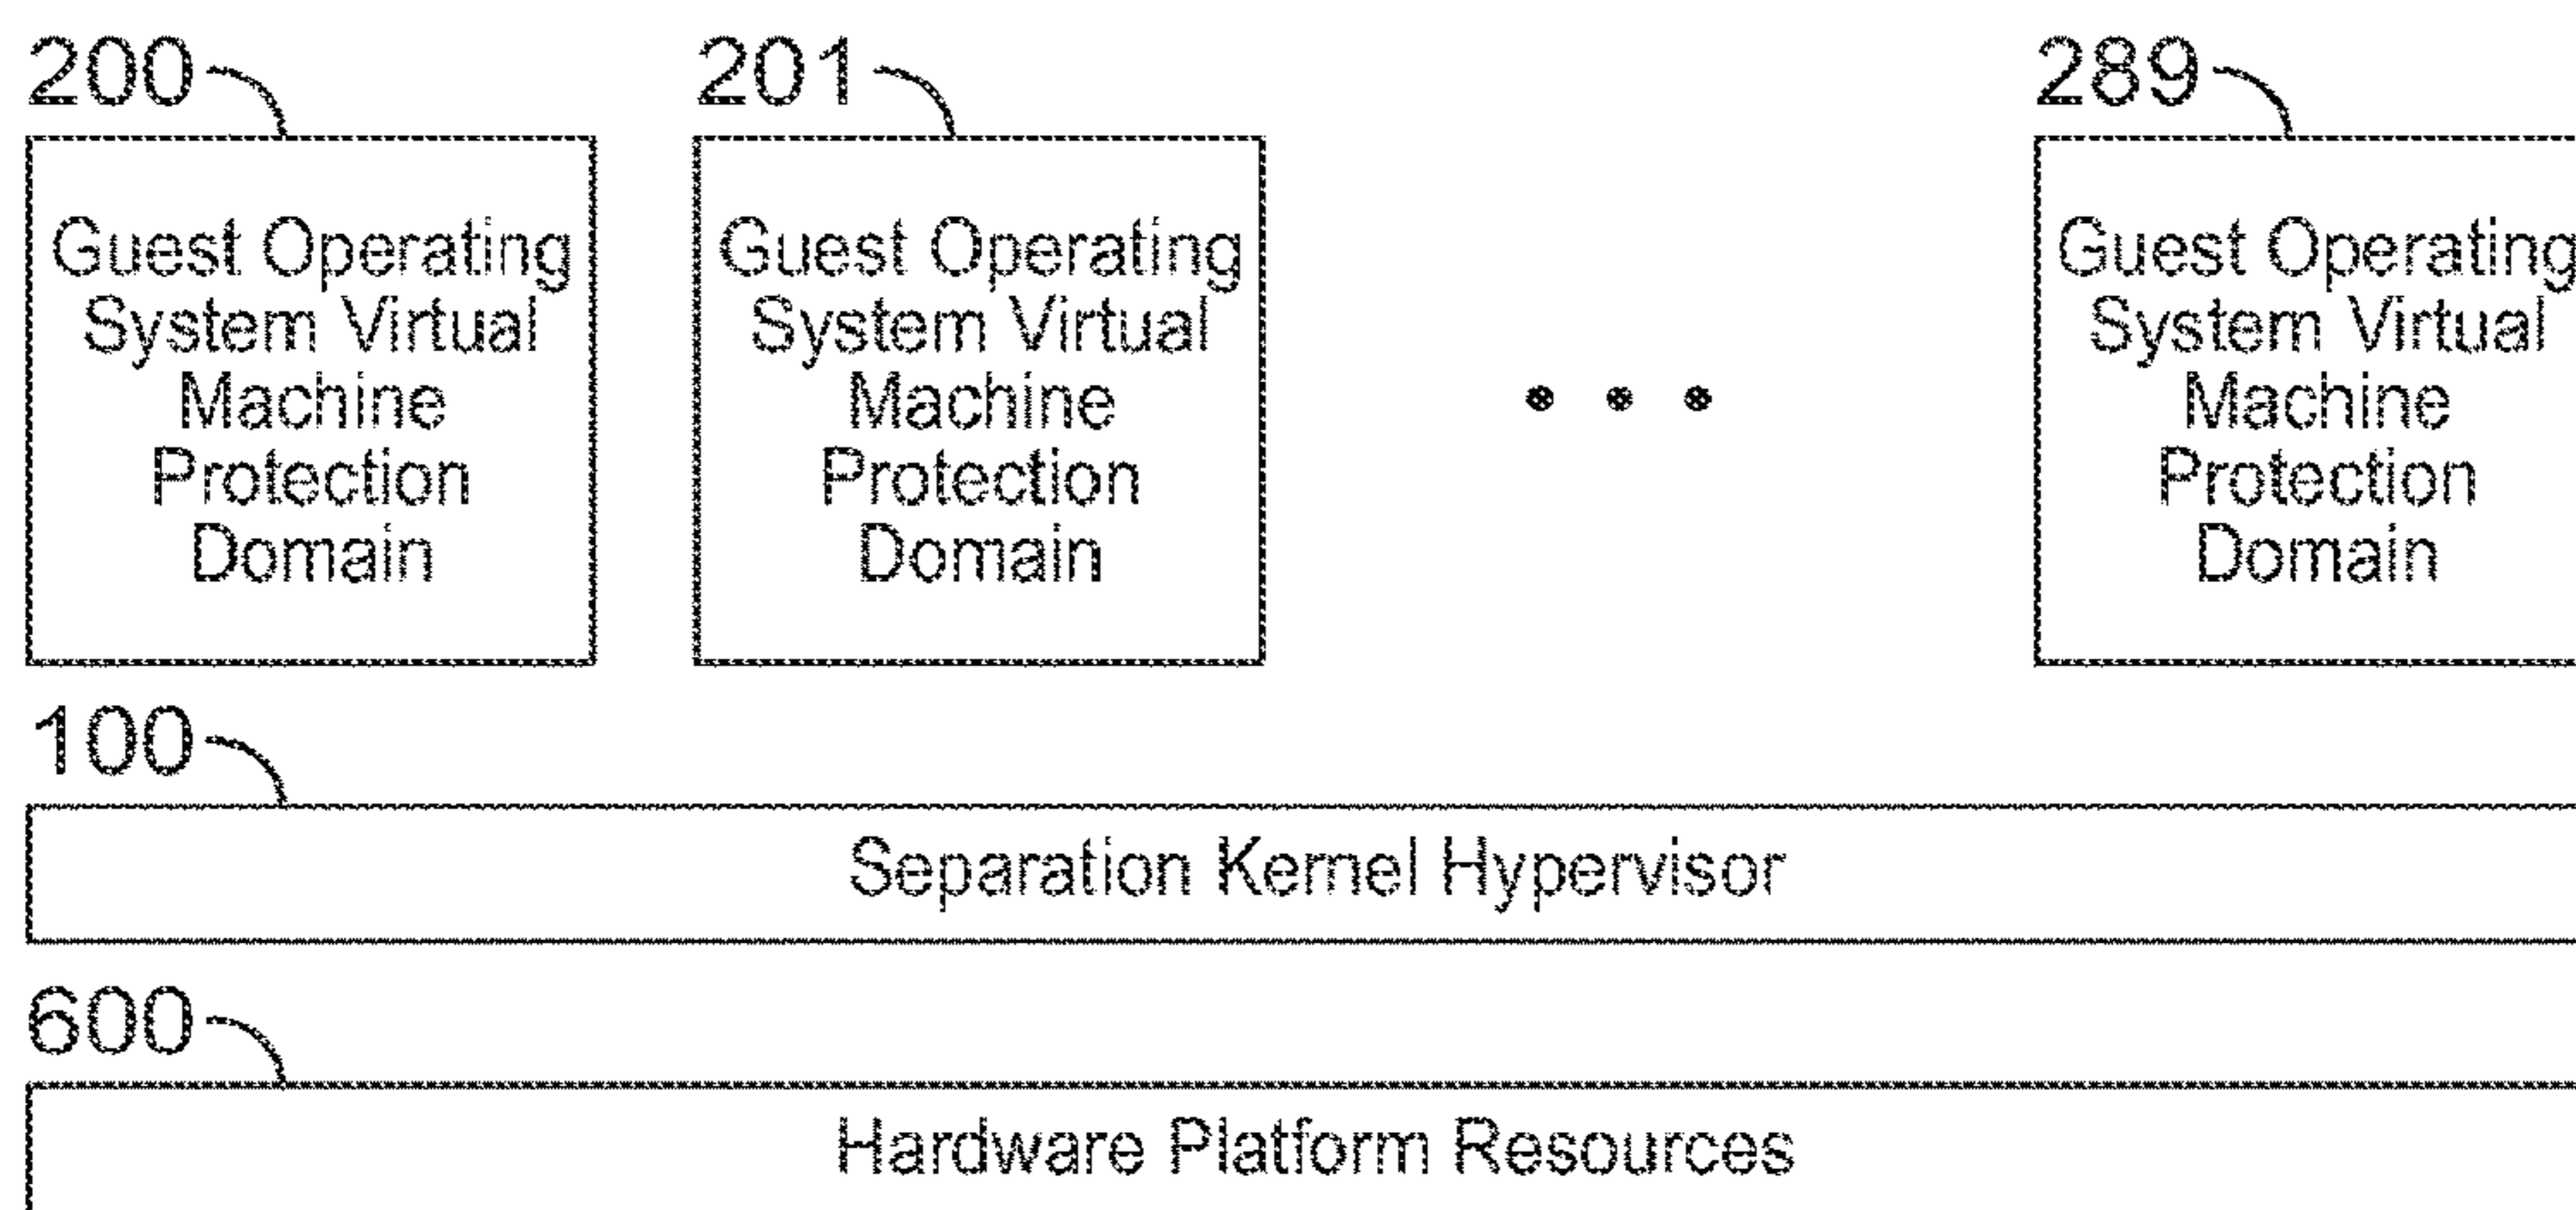 200
Guest Operating
System Virtual
Machine
Protection
Domain
201
Guest Operating
System Virtual
Machine
Protection
Domain
289
Guest Operating
System Virtual
Machine
Protection
Domain
100
Separation Kernel Hypervisor
600
Hardware Platform Resources